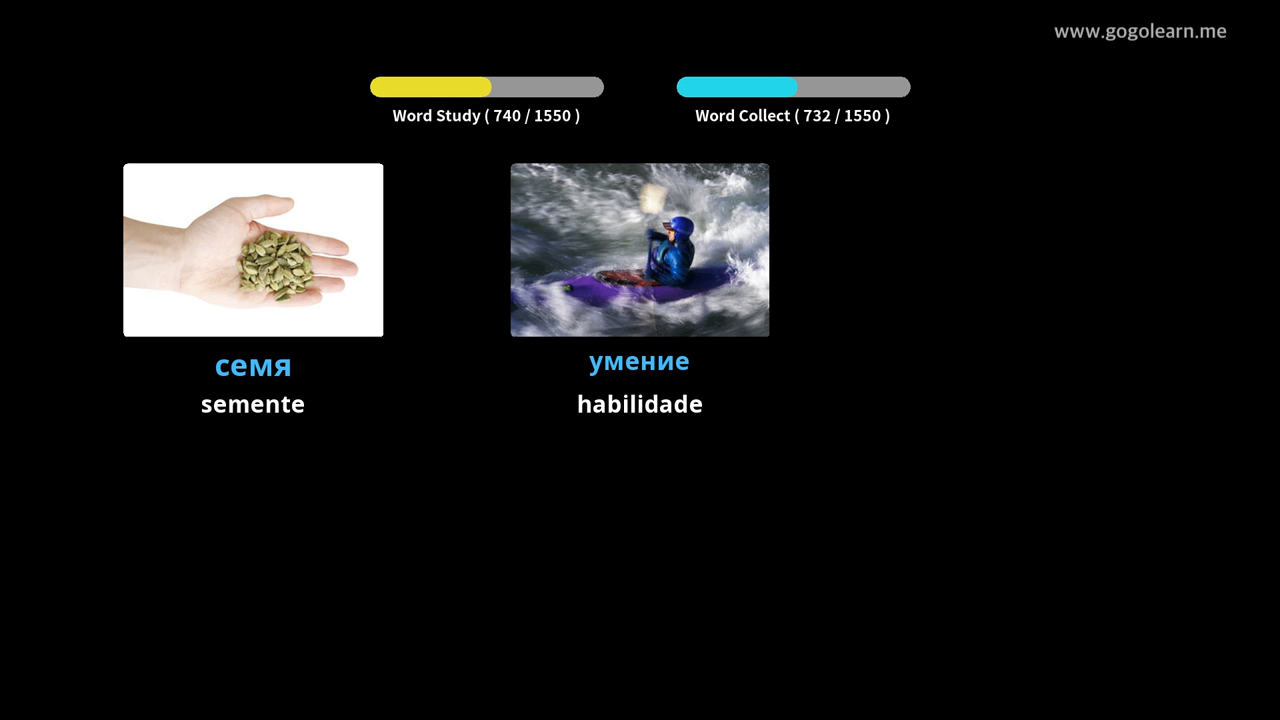 www.gogolearn.me
Word Study ( 740 / 1550 )
Word Collect ( 732 / 1550 )
семя
semente
умение
habilidade